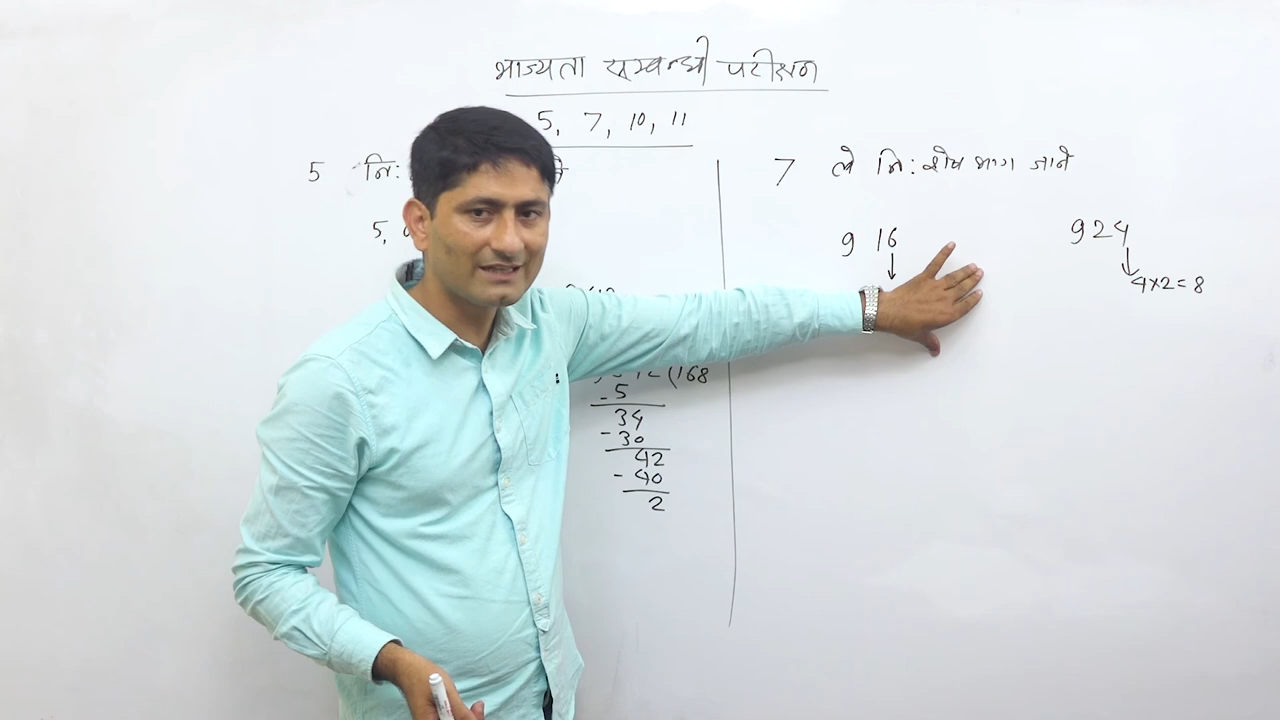 भाज्यता सम्बन्धी परीक्षण
5, 7, 10, 11
5 नि:
5,
(168
-5
34
-30
42
-40
2
7 ले नि:शेष भाग जाने
9 16
924
4x2=8